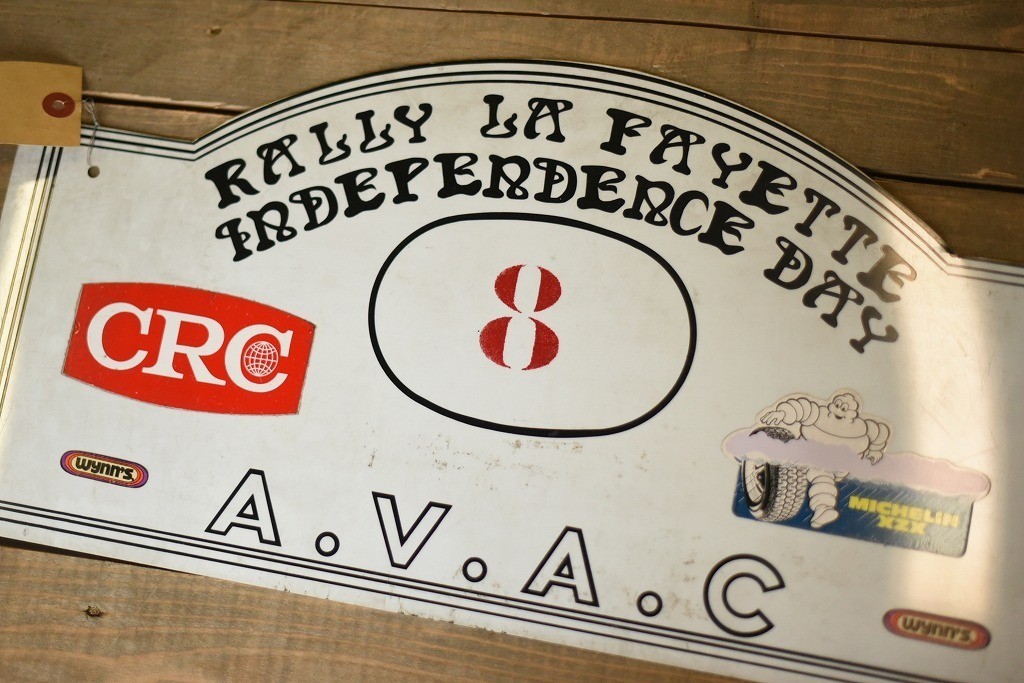 RALLY LA FAYETTE
INDEPENDENCE DAY
8
CRC
WYNN'S
MICHELIN
XZX
A.V.A.C
WYNN'S